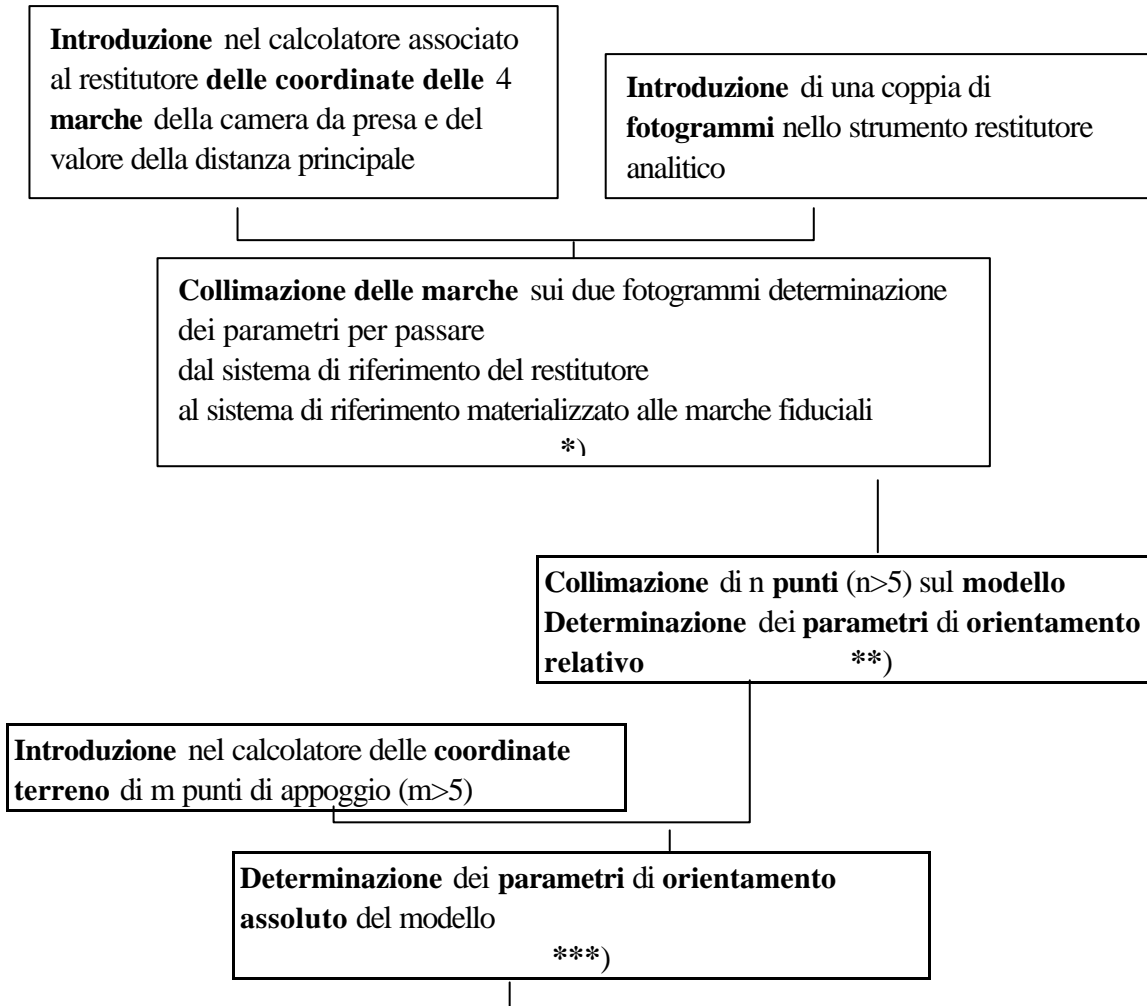 Introduzione nel calcolatore associato
al restitutore delle coordinate delle 4
marche della camera da presa e del
valore della distanza principale
Introduzione di una coppia di
fotogrammi nello strumento restitutore
analitico
Collimazione delle marche sui due fotogrammi determinazione
dei parametri per passare
dal sistema di riferimento del restitutore
al sistema di riferimento materializzato alle marche fiduciali
*)
Collimazione di n punti (n>5) sul modello
Determinazione dei parametri di orientamento
relativo **)
Introduzione nel calcolatore delle coordinate
terreno di m punti di appoggio (m>5)
Determinazione dei parametri di orientamento
assoluto del modello
***)